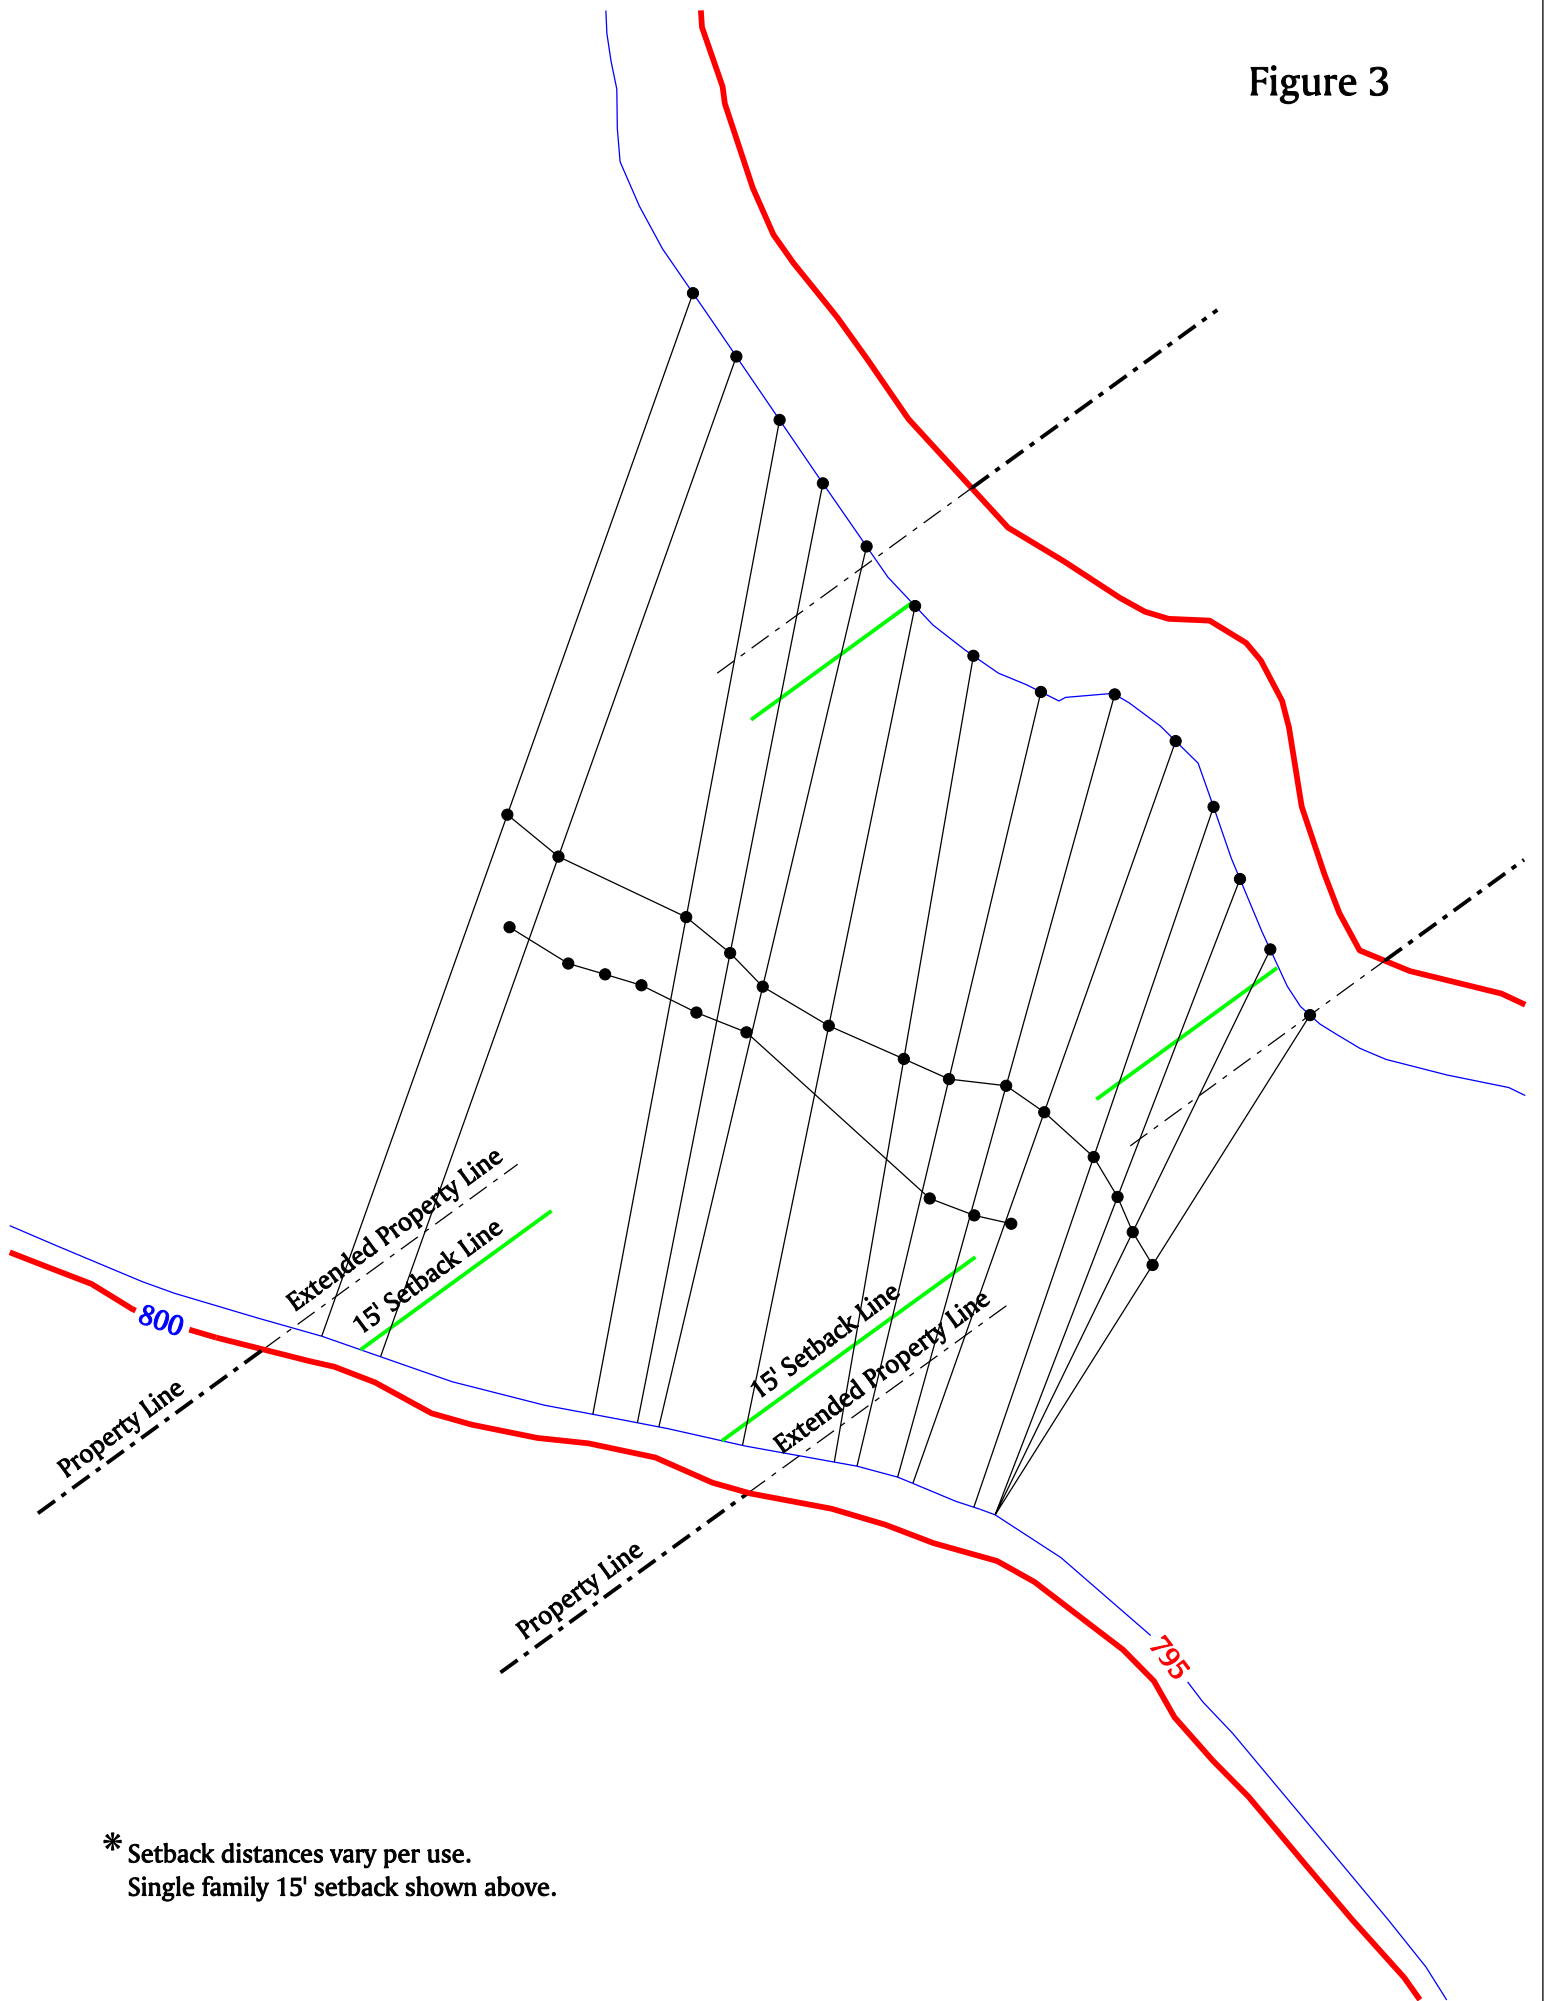 Figure 3
Extended Property Line
15' Setback Line
800
Property Line
15' Setback Line
Extended Property Line
Property Line
795
* Setback distances vary per use.
Single family 15' setback shown above.